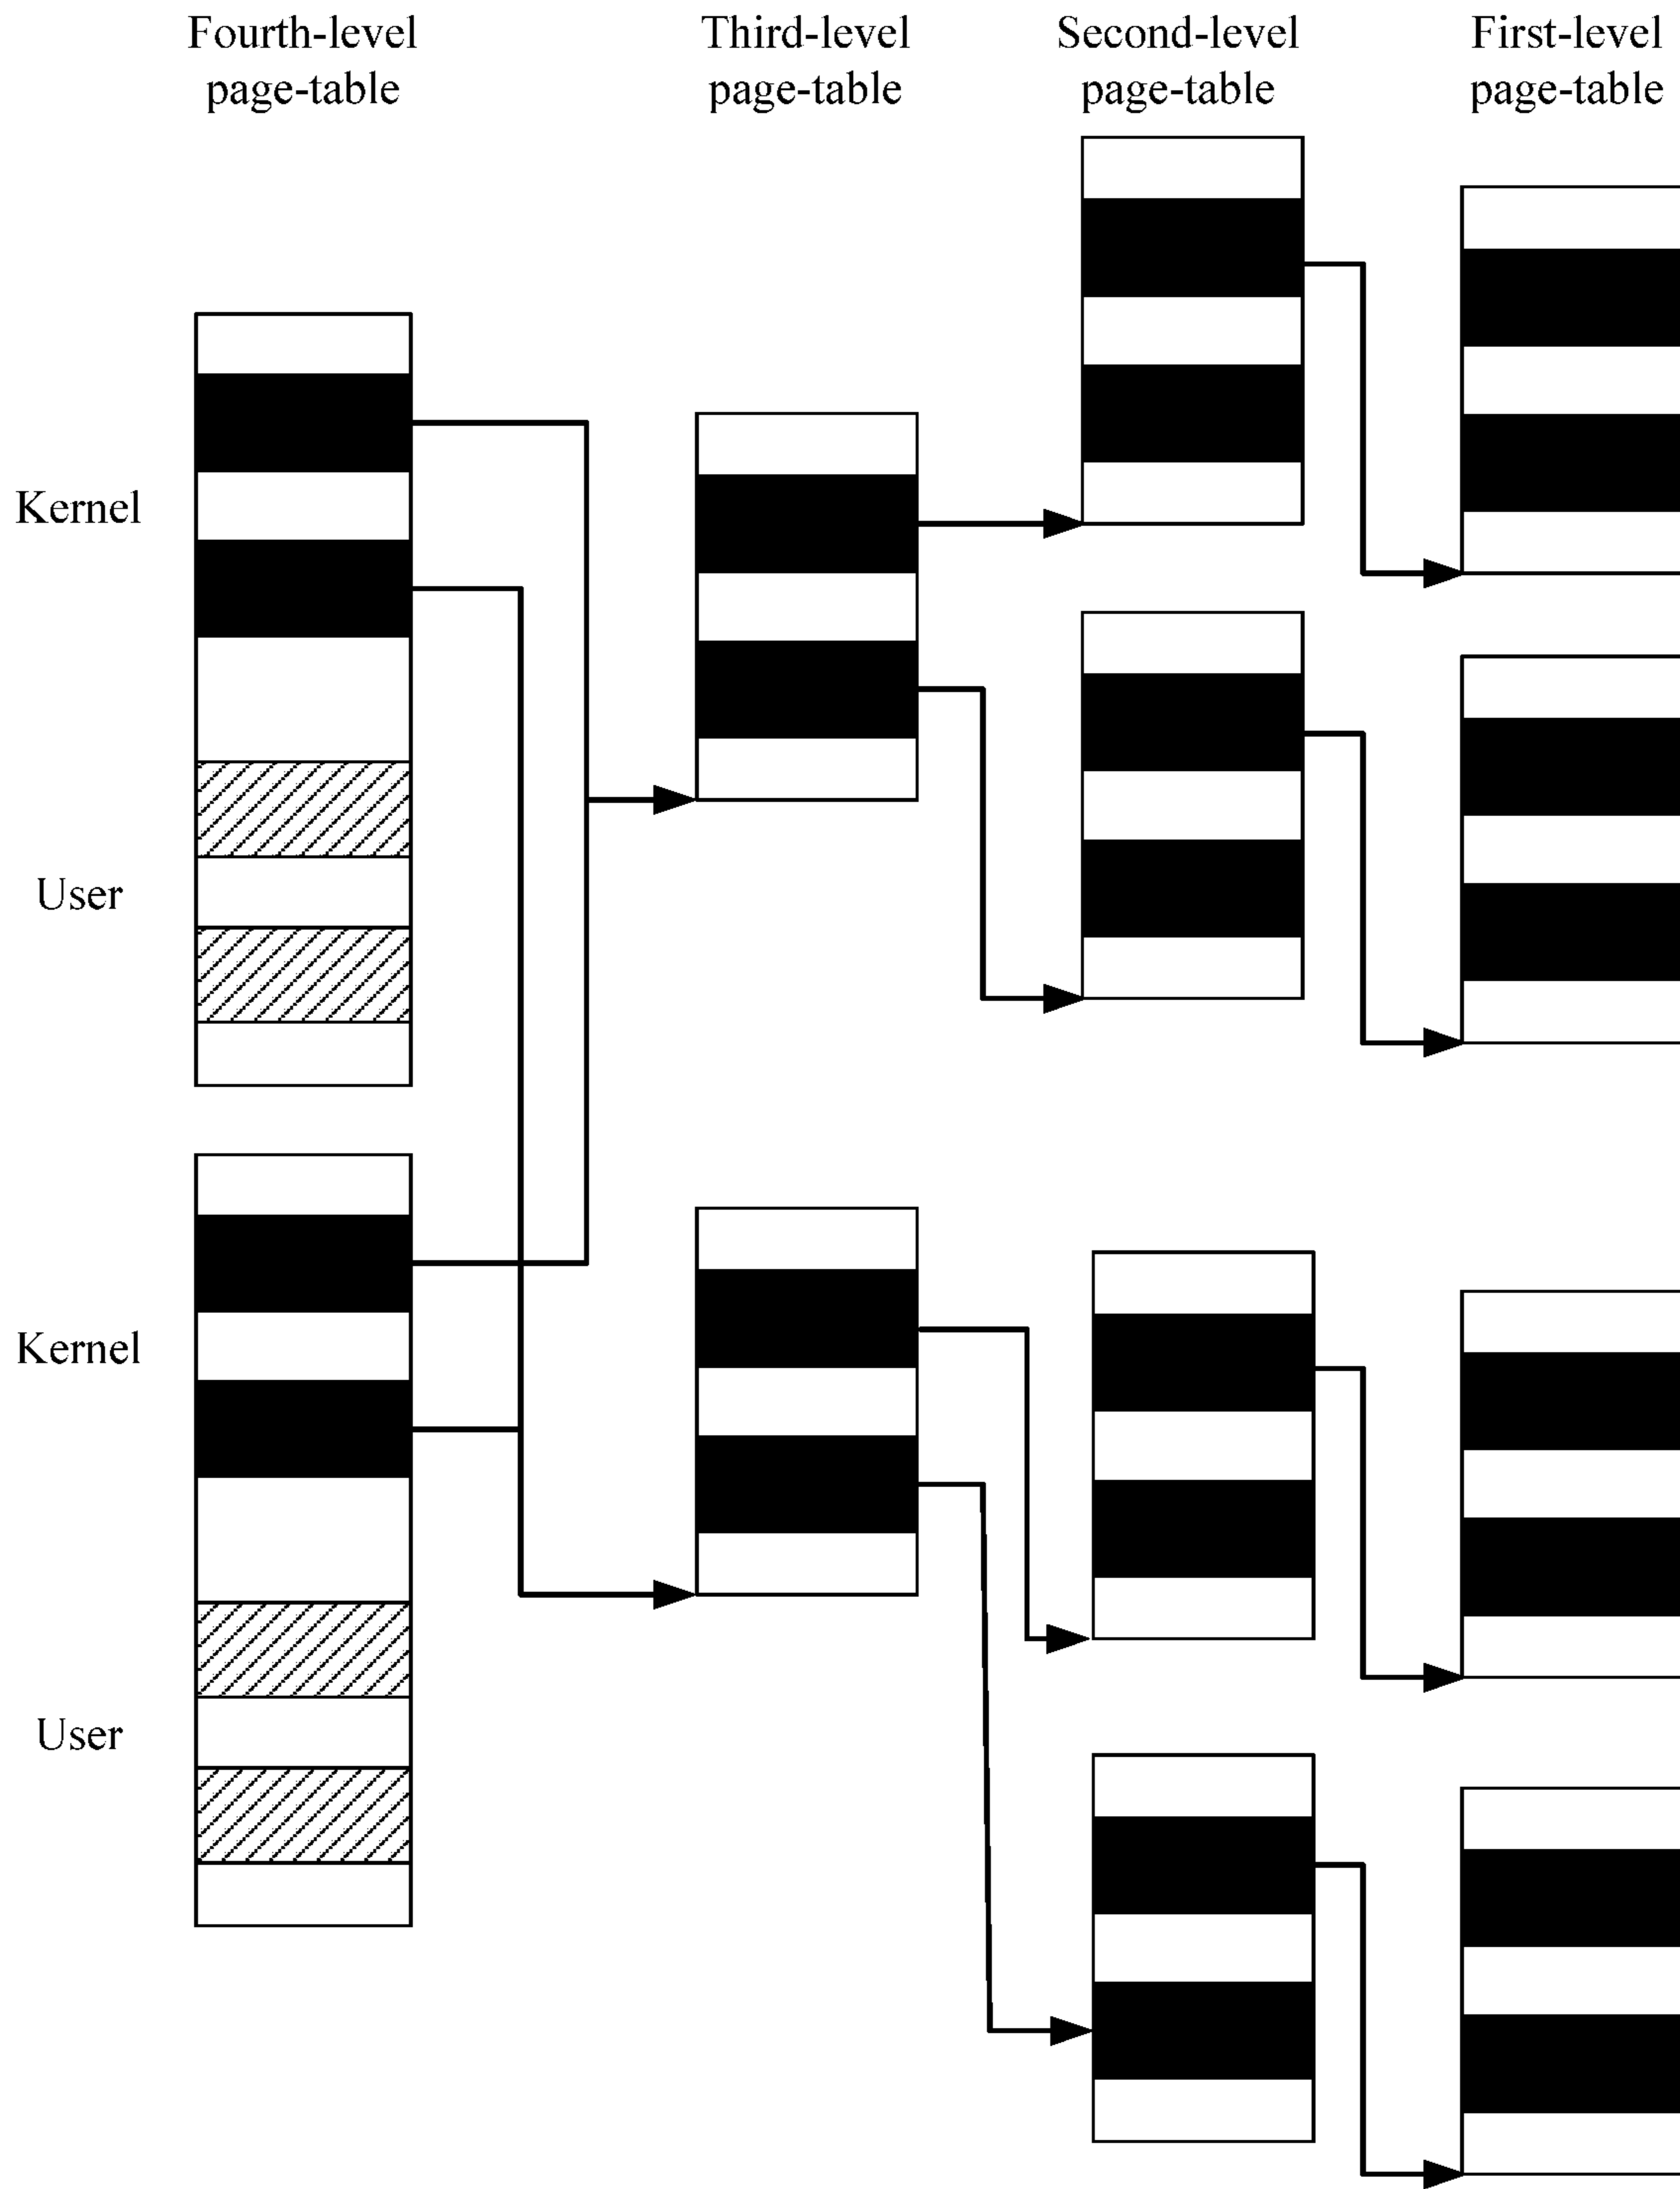 Fourth-level
page-table
Third-level
page-table
Second-level
page-table
First-level
page-table
Kernel
User
Kernel
User